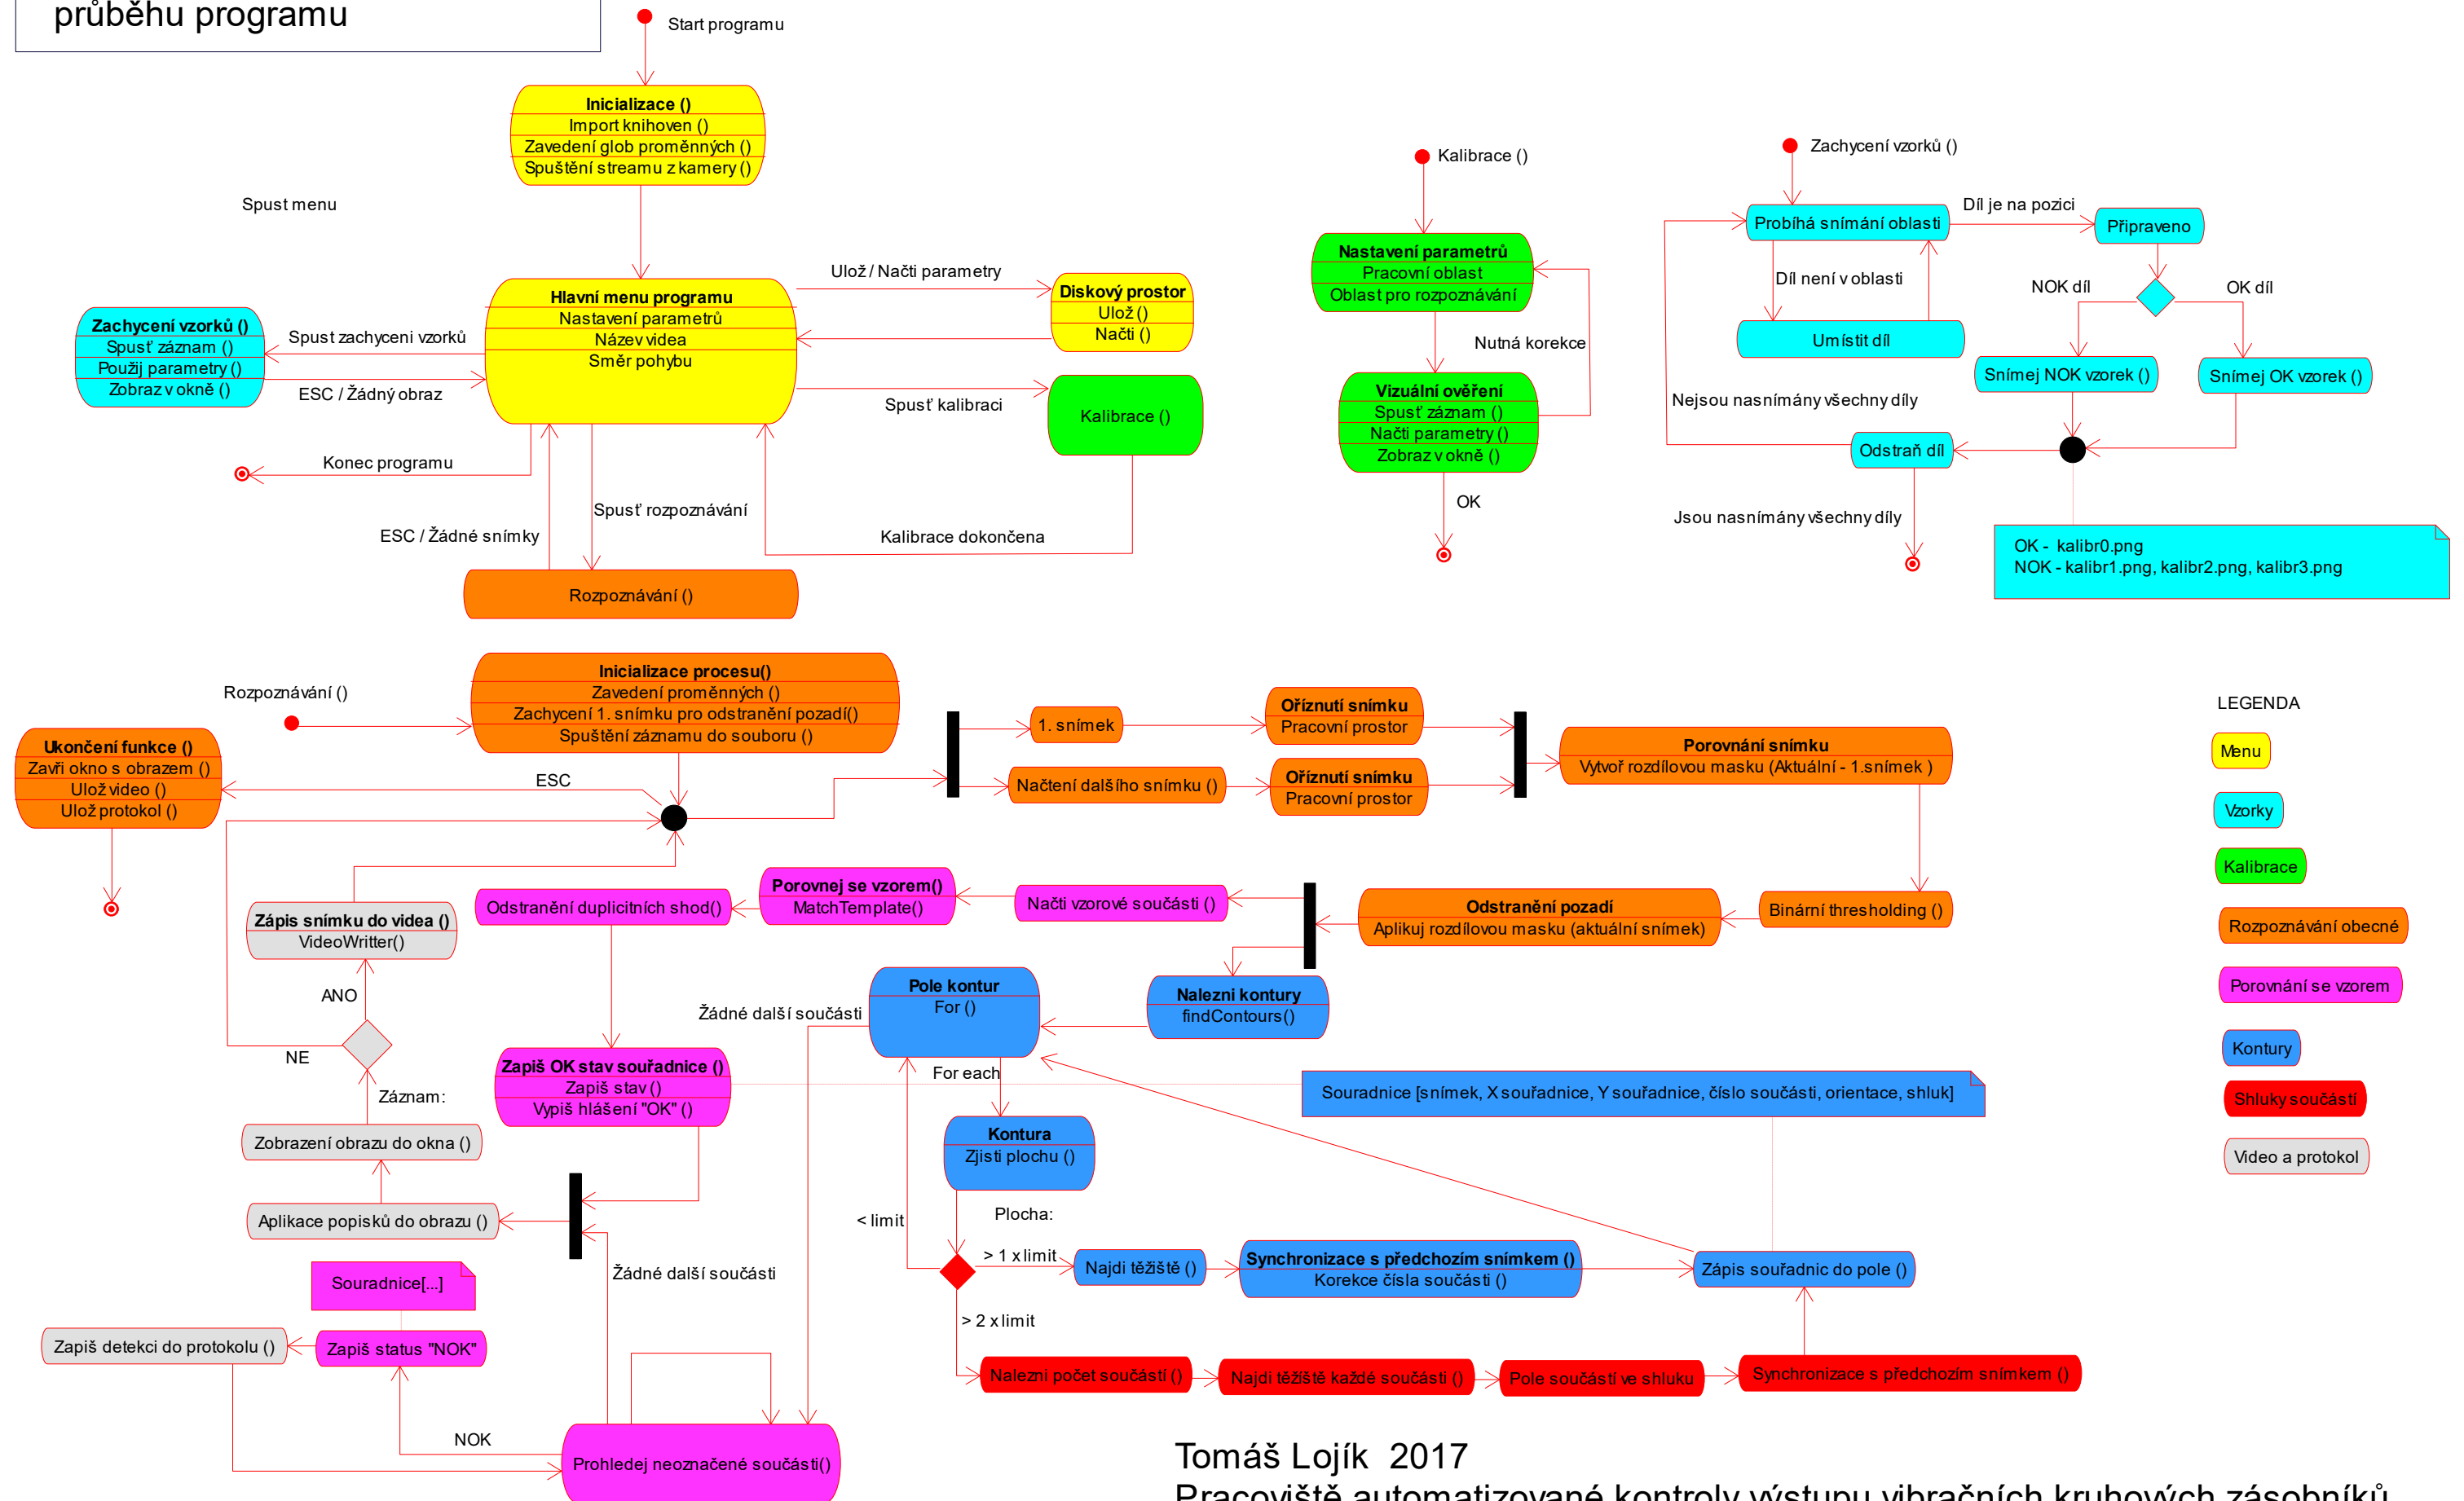 průběhu programu
Start programu
Inicializace ()
Import knihoven ()
Zavedení glob proměnných ()
Spuštění streamu z kamery ()
Spust menu
Hlavní menu programu
Nastavení parametrů
Název videa
Směr pohybu
Ulož / Načti parametry
Diskový prostor
Ulož ()
Načti ()
Zachycení vzorků ()
Spusť záznam ()
Použij parametry ()
Zobraz v okně ()
Spust zachyceni vzorků
ESC / Žádný obraz
Spusť kalibraci
Kalibrace ()
Konec programu
Spusť rozpoznávání
ESC / Žádné snímky
Kalibrace dokončena
Rozpoznávání ()
Kalibrace ()
Nastavení parametrů
Pracovní oblast
Oblast pro rozpoznávání
Nutná korekce
Vizuální ověření
Spusť záznam ()
Načti parametry ()
Zobraz v okně ()
OK
Zachycení vzorků ()
Probíhá snímání oblasti
Díl je na pozici
Připraveno
Díl není v oblasti
NOK díl
OK díl
Umístit díl
Snímej NOK vzorek ()
Snímej OK vzorek ()
Nejsou nasnímány všechny díly
Odstraň díl
Jsou nasnímány všechny díly
OK - kalibr0.png
NOK - kalibr1.png, kalibr2.png, kalibr3.png
Rozpoznávání ()
Inicializace procesu()
Zavedení proměnných ()
Zachycení 1. snímku pro odstranění pozadí()
Spuštění záznamu do souboru ()
Ukončení funkce ()
Zavři okno s obrazem ()
Ulož video ()
Ulož protokol ()
ESC
1. snímek
Oříznutí snímku
Pracovní prostor
Načtení dalšího snímku ()
Oříznutí snímku
Pracovní prostor
Porovnání snímku
Vytvoř rozdílovou masku (Aktuální - 1.snímek )
LEGENDA
Menu
Vzorky
Kalibrace
Rozpoznávání obecné
Porovnání se vzorem
Kontury
Shluky součástí
Video a protokol
Binární thresholding ()
Odstranění pozadí
Aplikuj rozdílovou masku (aktuální snímek)
Načti vzorové součásti ()
Porovnej se vzorem()
MatchTemplate()
Odstranění duplicitních shod()
Zápis snímku do videa ()
VideoWritter()
ANO
NE
Záznam:
Nalezni kontury
findContours()
Pole kontur
For ()
Žádné další součásti
For each
Zapiš OK stav souřadnice ()
Zapiš stav ()
Vypiš hlášení "OK" ()
Souradnice [snímek, X souřadnice, Y souřadnice, číslo součásti, orientace, shluk]
Kontura
Zjisti plochu ()
Zobrazení obrazu do okna ()
Aplikace popisků do obrazu ()
< limit
Plocha:
> 1 x limit
Najdi těžiště ()
Synchronizace s předchozím snímkem ()
Korekce čísla součásti ()
Zápis souřadnic do pole ()
Žádné další součásti
Souradnice[...]
> 2 x limit
Zapiš detekci do protokolu ()
Zapiš status "NOK"
Nalezni počet součástí ()
Najdi těžíště každé součásti ()
Pole součástí ve shluku
Synchronizace s předchozím snímkem ()
NOK
Prohledej neoznačené součásti()
Tomáš Lojík 2017
Pracoviště automatizované kontroly výstupu vibračních kruhových zásobníků